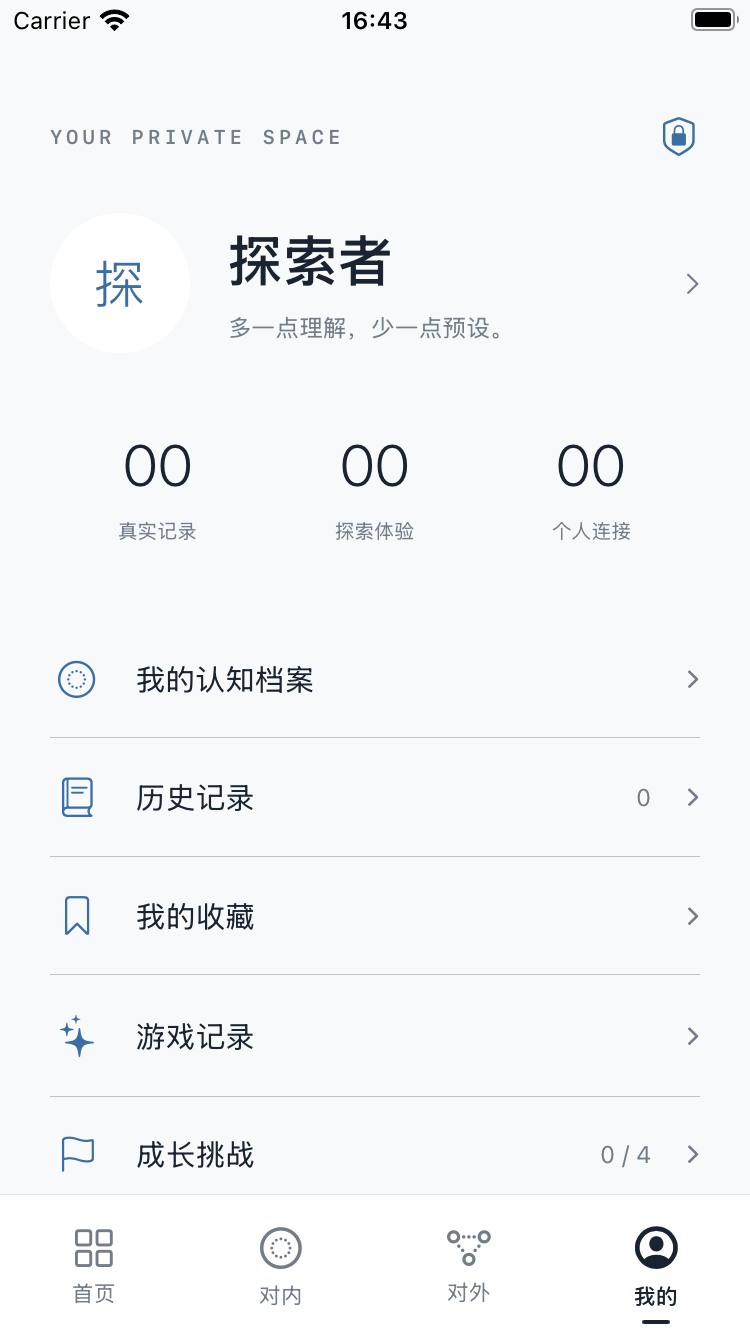 Carrier 16:43
YOUR PRIVATE SPACE
探
探索者
多一点理解，少一点预设。
00 00 00
真实记录 探索体验 个人连接
我的认知档案
历史记录 0
我的收藏
游戏记录
成长挑战 0 / 4
首页 对内 对外 我的